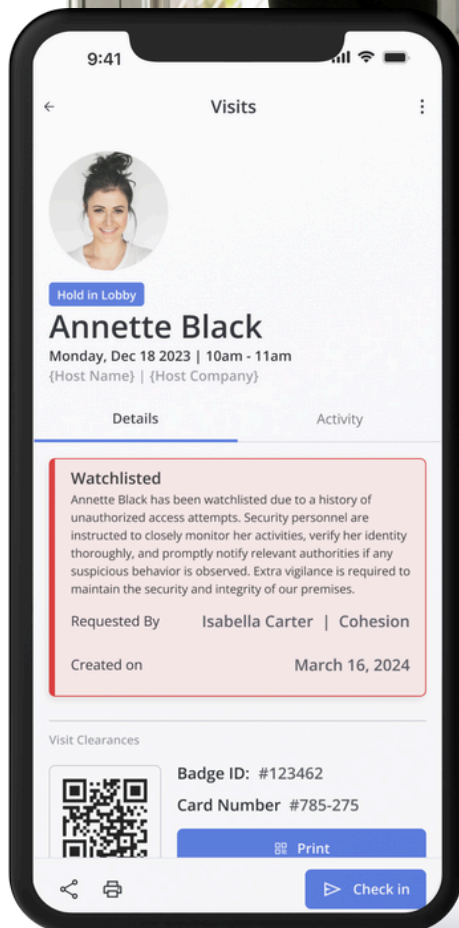 9:41
Visits
Hold in Lobby
Annette Black
Monday, Dec 18 2023 | 10am - 11am
{Host Name} | {Host Company}
Details Activity
Watchlisted
Annette Black has been watchlisted due to a history of
unauthorized access attempts. Security personnel are
instructed to closely monitor her activities, verify her identity
thoroughly, and promptly notify relevant authorities if any
suspicious behavior is observed. Extra vigilance is required to
maintain the security and integrity of our premises.
Requested By Isabella Carter | Cohesion
Created on March 16, 2024
Visit Clearances
Badge ID: #123462
Card Number #785-275
Print
Check in